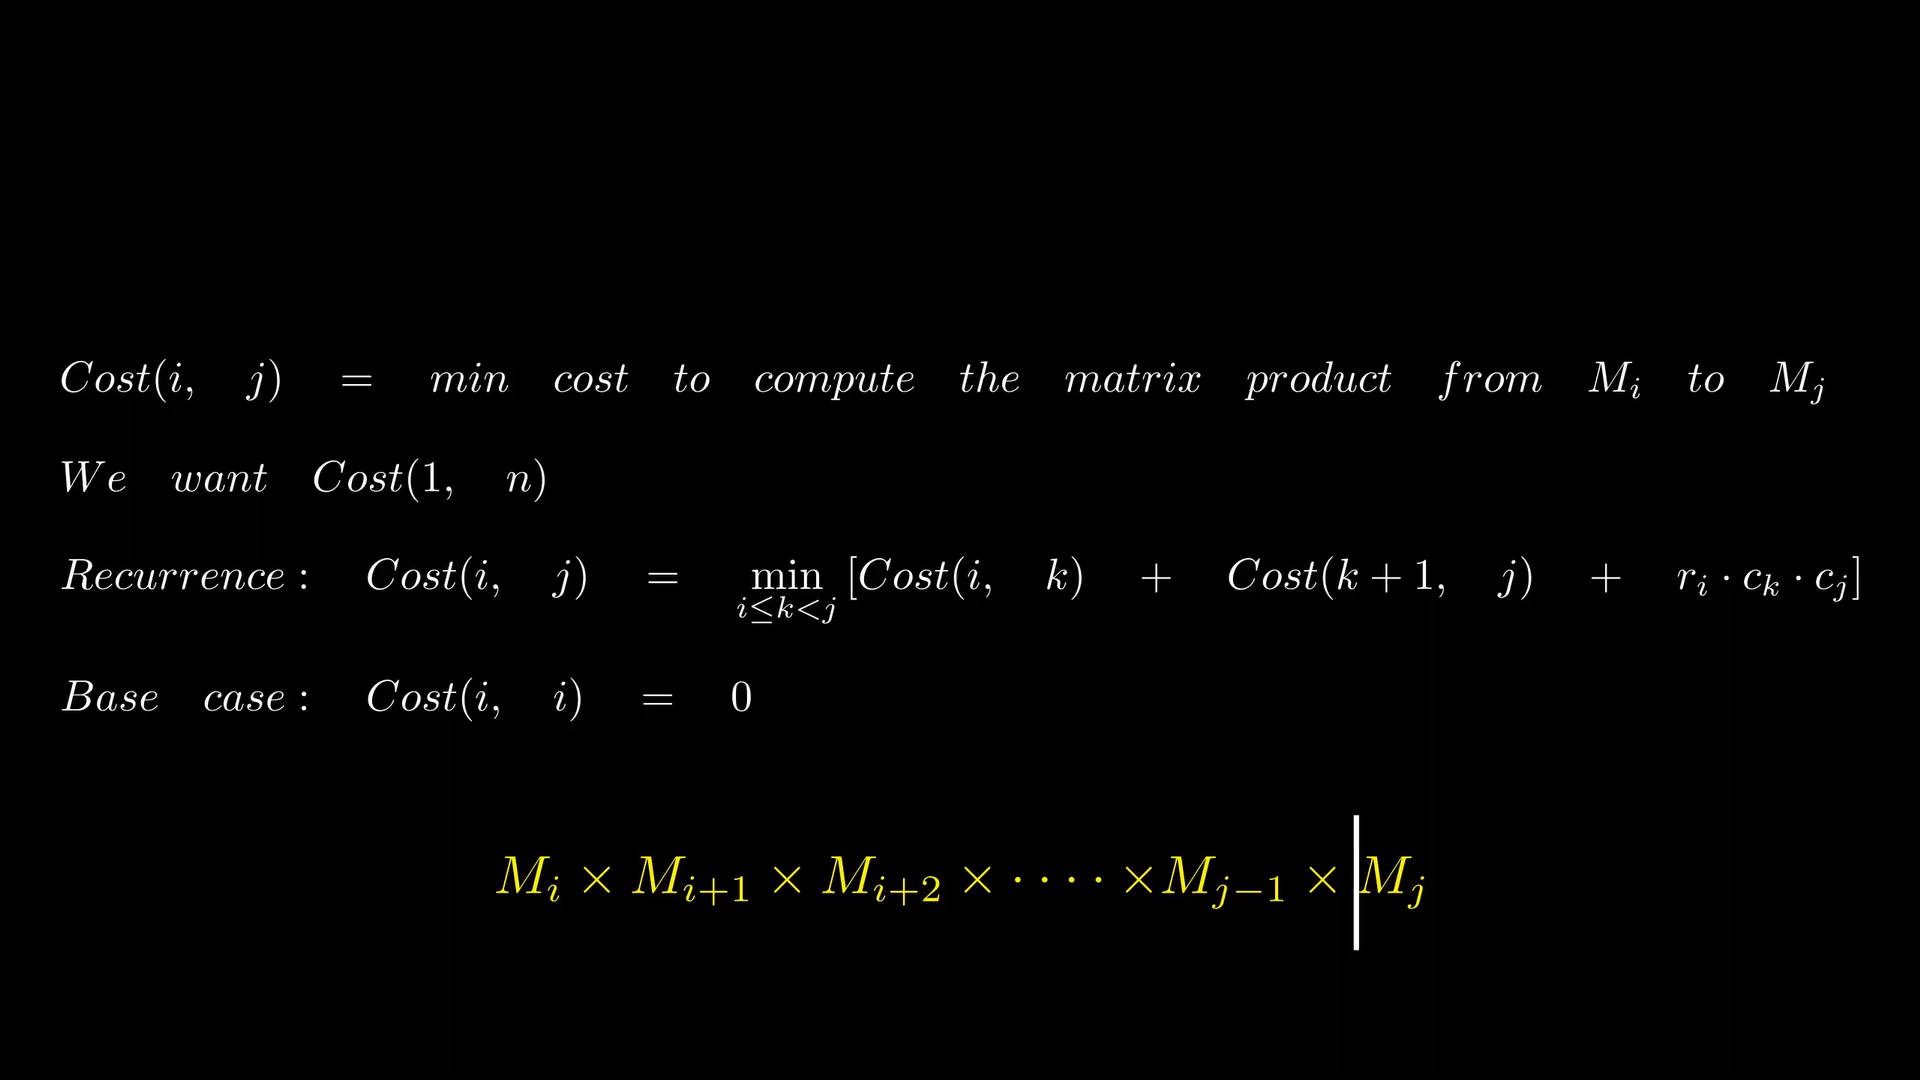 Cost(i, j) = min cost to compute the matrix product from M_i to M_j
We want Cost(1, n)
Recurrence: Cost(i, j) = min_{i≤k<j} [Cost(i, k) + Cost(k+1, j) + r_i · c_k · c_j]
Base case: Cost(i, i) = 0
M_i × M_{i+1} × M_{i+2} × · · · · × M_{j−1} × M_j